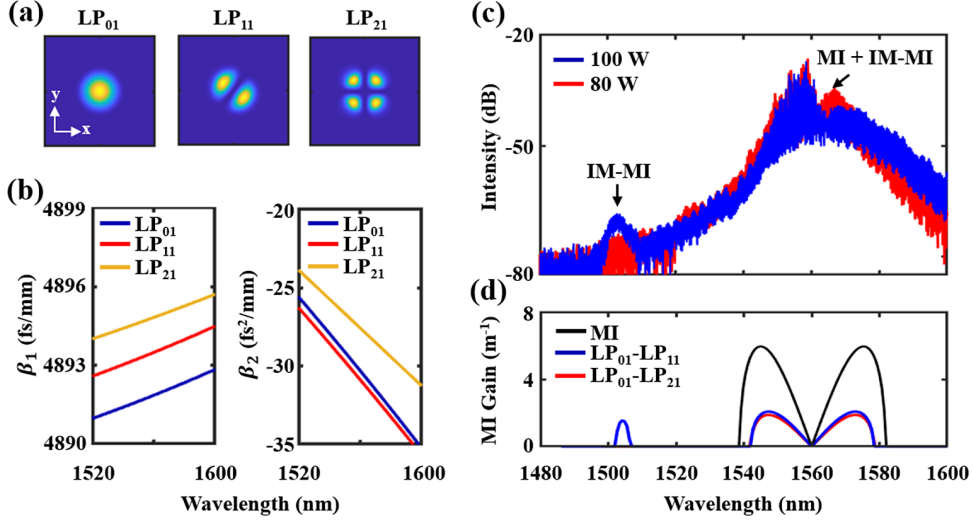 (a)
LP01 LP11 LP21
y
x
(b)
4899
4896
4893
4890
β1 (fs/mm)
LP01
LP11
LP21
1520 1600
-20
-25
-30
-35
β2 (fs²/mm)
LP01
LP11
LP21
1520 1600
Wavelength (nm)
(c)
-20
-50
-80
Intensity (dB)
100 W
80 W
MI + IM-MI
IM-MI
(d)
8
4
0
MI Gain (m⁻¹)
MI
LP01-LP11
LP01-LP21
1480 1500 1520 1540 1560 1580 1600
Wavelength (nm)